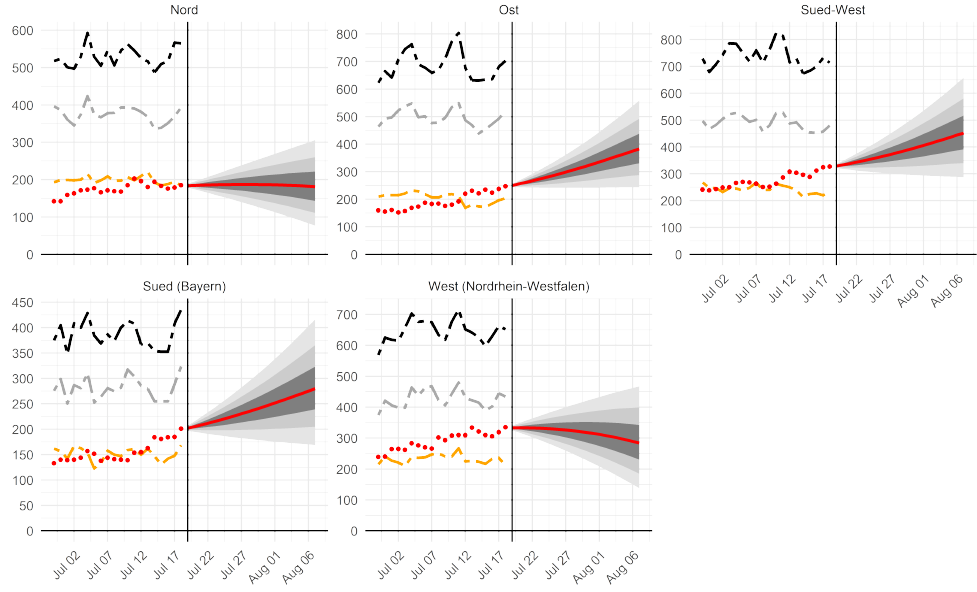 Nord
Ost
Sued-West
600
500
400
300
200
100
0
800
700
600
500
400
300
200
100
0
800
700
600
500
400
300
200
100
0
Jul 02
Jul 07
Jul 12
Jul 17
Jul 22
Jul 27
Aug 01
Aug 06
Sued (Bayern)
West (Nordrhein-Westfalen)
450
400
350
300
250
200
150
100
50
0
700
600
500
400
300
200
100
0
Jul 02
Jul 07
Jul 12
Jul 17
Jul 22
Jul 27
Aug 01
Aug 06
Jul 02
Jul 07
Jul 12
Jul 17
Jul 22
Jul 27
Aug 01
Aug 06